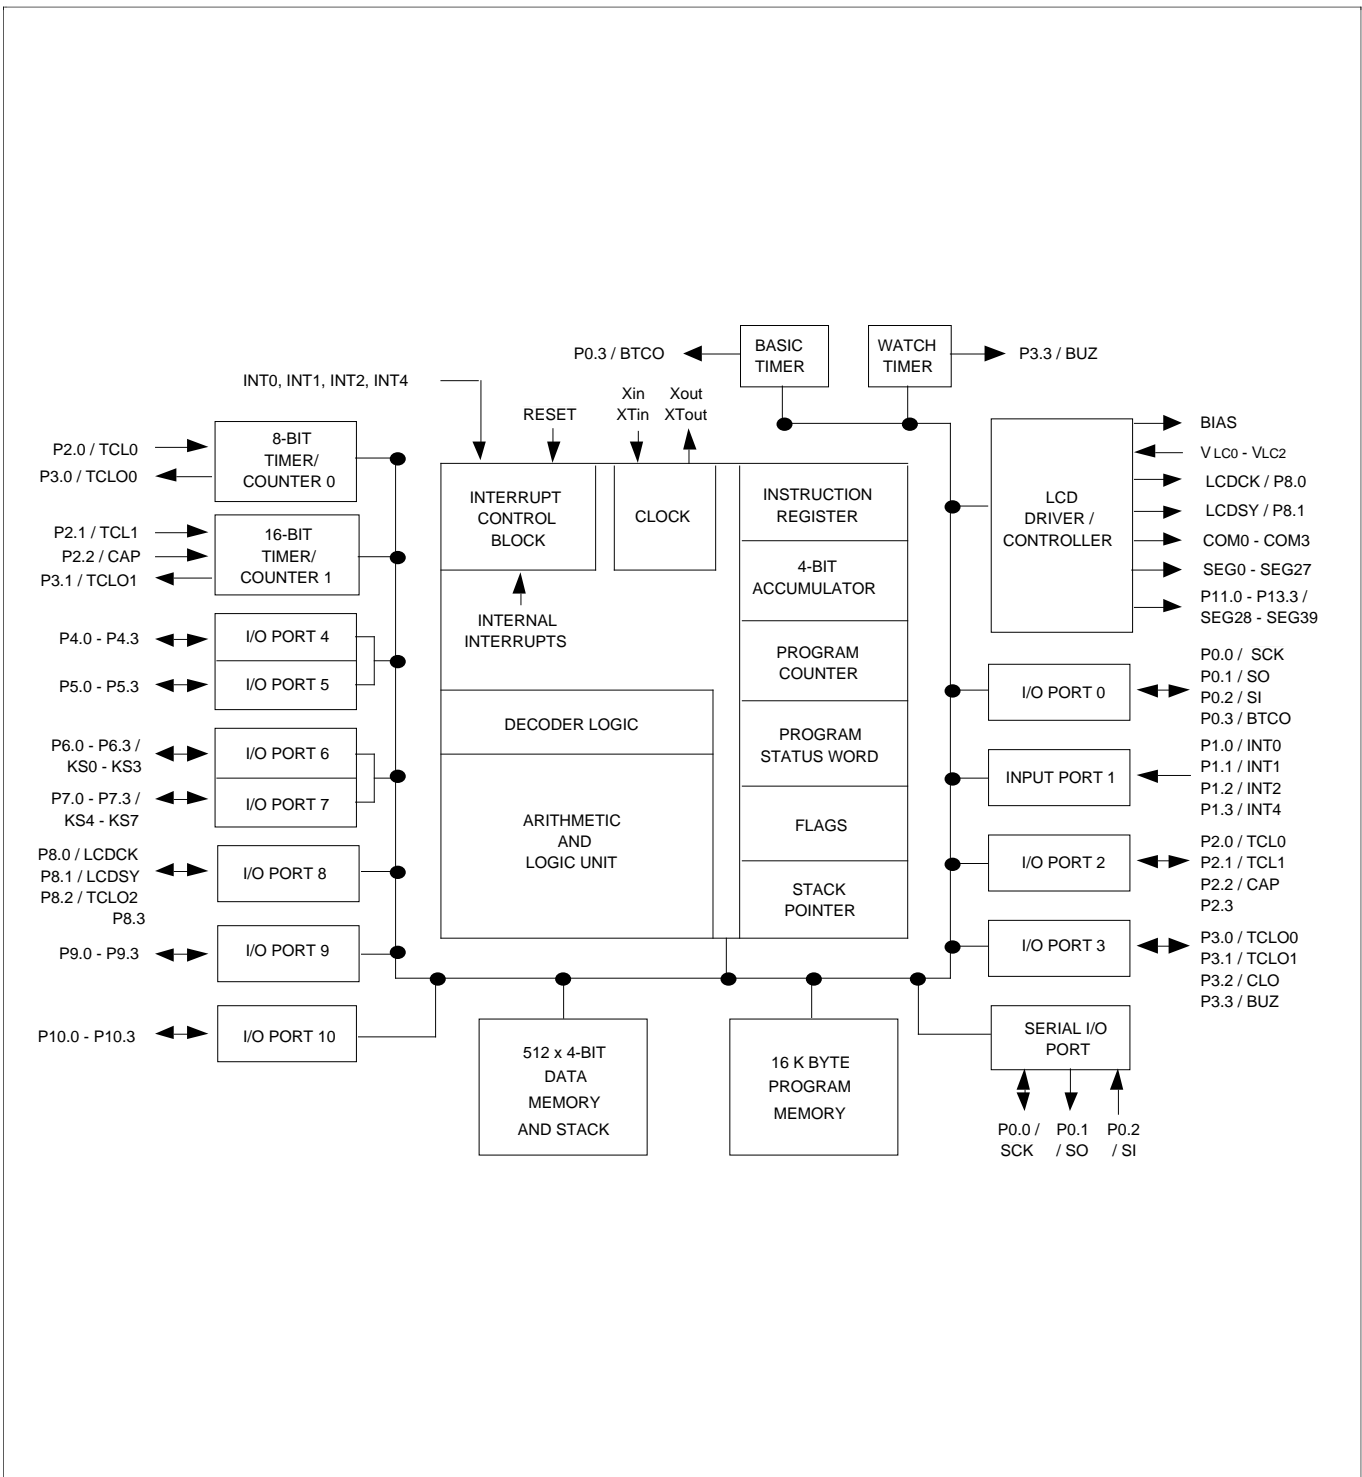 P0.3 / BTCO
BASIC
TIMER
WATCH
TIMER
P3.3 / BUZ
INT0, INT1, INT2, INT4
RESET
Xin
XTin
Xout
XTout
P2.0 / TCL0
P3.0 / TCLO0
8-BIT
TIMER/
COUNTER 0
P2.1 / TCL1
P2.2 / CAP
P3.1 / TCLO1
16-BIT
TIMER/
COUNTER 1
P4.0 - P4.3
I/O PORT 4
P5.0 - P5.3
I/O PORT 5
P6.0 - P6.3 /
KS0 - KS3
I/O PORT 6
P7.0 - P7.3 /
KS4 - KS7
I/O PORT 7
P8.0 / LCDCK
P8.1 / LCDSY
P8.2 / TCLO2
P8.3
I/O PORT 8
P9.0 - P9.3
I/O PORT 9
P10.0 - P10.3
I/O PORT 10
INTERRUPT
CONTROL
BLOCK
CLOCK
INTERNAL
INTERRUPTS
DECODER LOGIC
ARITHMETIC
AND
LOGIC UNIT
INSTRUCTION
REGISTER
4-BIT
ACCUMULATOR
PROGRAM
COUNTER
PROGRAM
STATUS WORD
FLAGS
STACK
POINTER
512 x 4-BIT
DATA
MEMORY
AND STACK
16 K BYTE
PROGRAM
MEMORY
LCD
DRIVER /
CONTROLLER
BIAS
VLC0 - VLC2
LCDCK / P8.0
LCDSY / P8.1
COM0 - COM3
SEG0 - SEG27
P11.0 - P13.3 /
SEG28 - SEG39
I/O PORT 0
P0.0 / SCK
P0.1 / SO
P0.2 / SI
P0.3 / BTCO
INPUT PORT 1
P1.0 / INT0
P1.1 / INT1
P1.2 / INT2
P1.3 / INT4
I/O PORT 2
P2.0 / TCL0
P2.1 / TCL1
P2.2 / CAP
P2.3
I/O PORT 3
P3.0 / TCLO0
P3.1 / TCLO1
P3.2 / CLO
P3.3 / BUZ
SERIAL I/O
PORT
P0.0 /
SCK
P0.1
/ SO
P0.2
/ SI